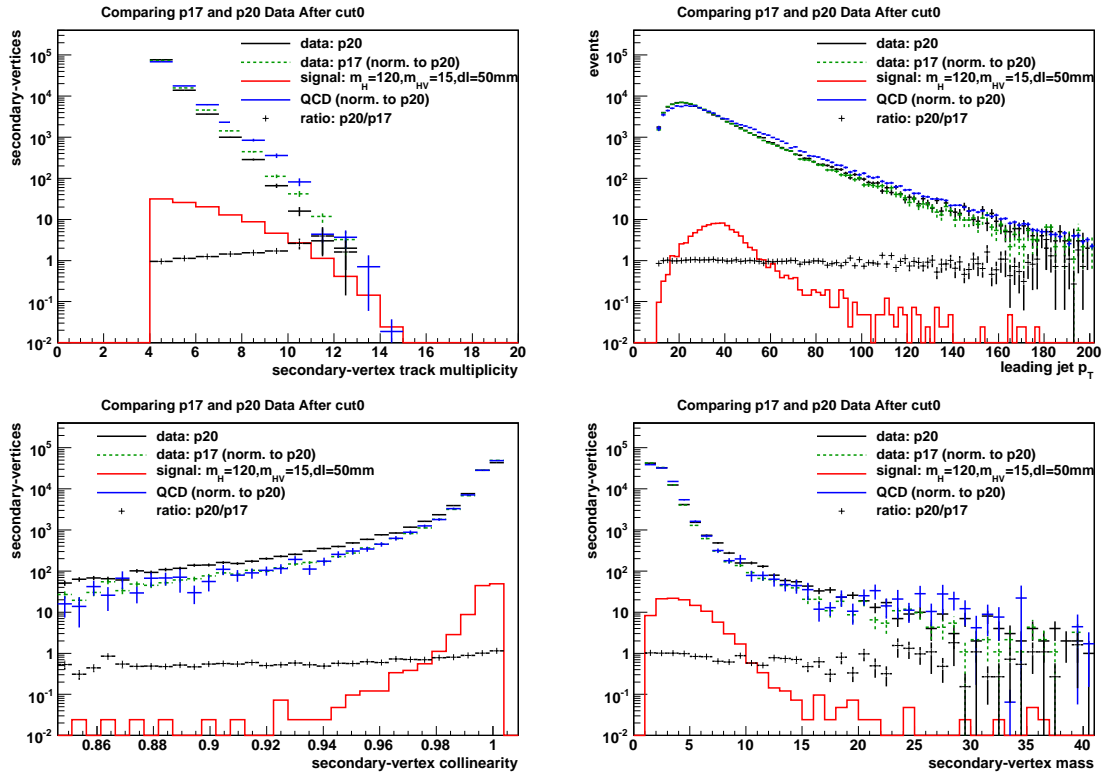 Comparing p17 and p20 Data After cut0
secondary-vertices
10^5
10^4
10^3
10^2
10
1
10^-1
10^-2
data: p20
data: p17 (norm. to p20)
signal: m_H=120,m_HV=15,dl=50mm
QCD (norm. to p20)
ratio: p20/p17
0 2 4 6 8 10 12 14 16 18 20
secondary-vertex track multiplicity
Comparing p17 and p20 Data After cut0
events
10^5
10^4
10^3
10^2
10
1
10^-1
10^-2
data: p20
data: p17 (norm. to p20)
signal: m_H=120,m_HV=15,dl=50mm
QCD (norm. to p20)
ratio: p20/p17
0 20 40 60 80 100 120 140 160 180 200
leading jet p_T
Comparing p17 and p20 Data After cut0
secondary-vertices
10^5
10^4
10^3
10^2
10
1
10^-1
10^-2
data: p20
data: p17 (norm. to p20)
signal: m_H=120,m_HV=15,dl=50mm
QCD (norm. to p20)
ratio: p20/p17
0.86 0.88 0.9 0.92 0.94 0.96 0.98 1
secondary-vertex collinearity
Comparing p17 and p20 Data After cut0
secondary-vertices
10^5
10^4
10^3
10^2
10
1
10^-1
10^-2
data: p20
data: p17 (norm. to p20)
signal: m_H=120,m_HV=15,dl=50mm
QCD (norm. to p20)
ratio: p20/p17
0 5 10 15 20 25 30 35 40
secondary-vertex mass